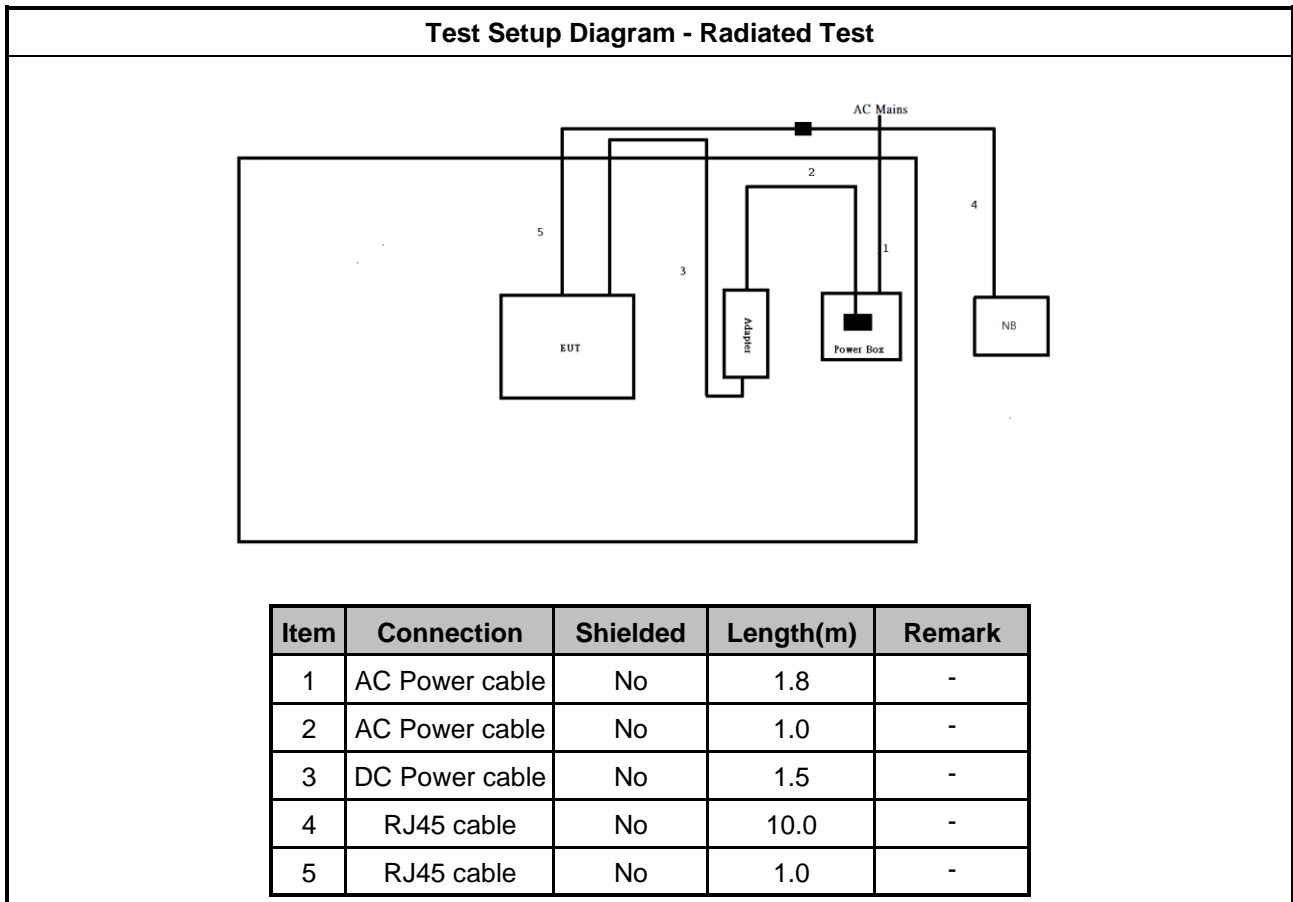 Test Setup Diagram - Radiated Test
AC Mains
2
4
5
1
3
EUT
Adapter
Power Box
NB
Item Connection Shielded Length(m) Remark
1 AC Power cable No 1.8 -
2 AC Power cable No 1.0 -
3 DC Power cable No 1.5 -
4 RJ45 cable No 10.0 -
5 RJ45 cable No 1.0 -